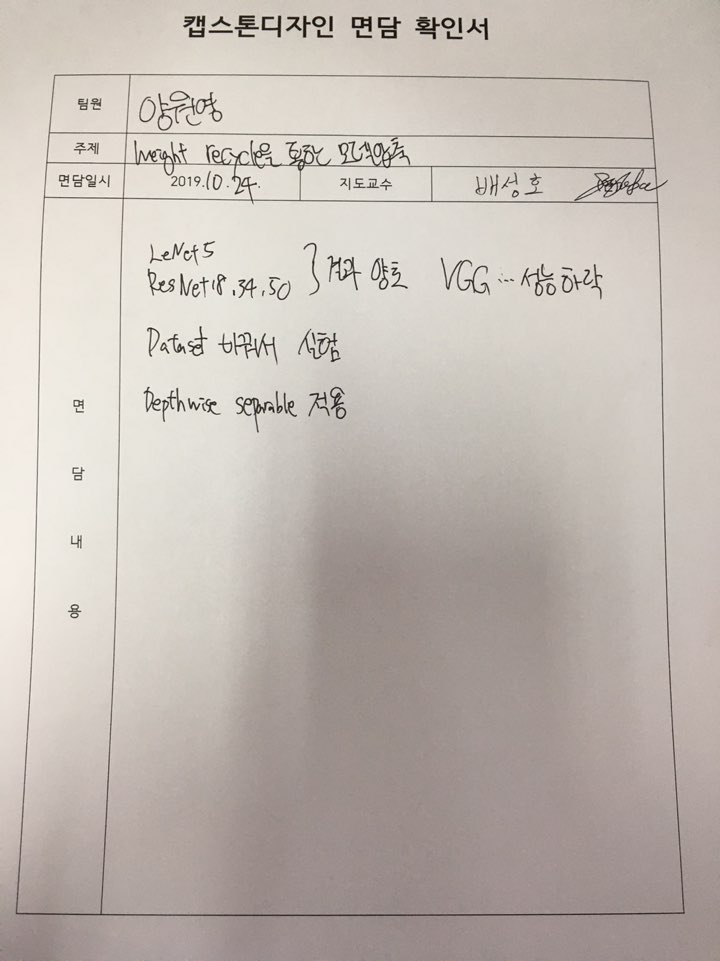 캡스톤디자인 면담 확인서
팀원 양원영
주제 weight recycle을 통한 모델압축
면담일시 2019.10.24. 지도교수 배성호
LeNet5
ResNet18.34.50 } 결과 양호 VGG ... 성능하락
Dataset 바꿔서 실험
Depthwise separable 적용
면담내용